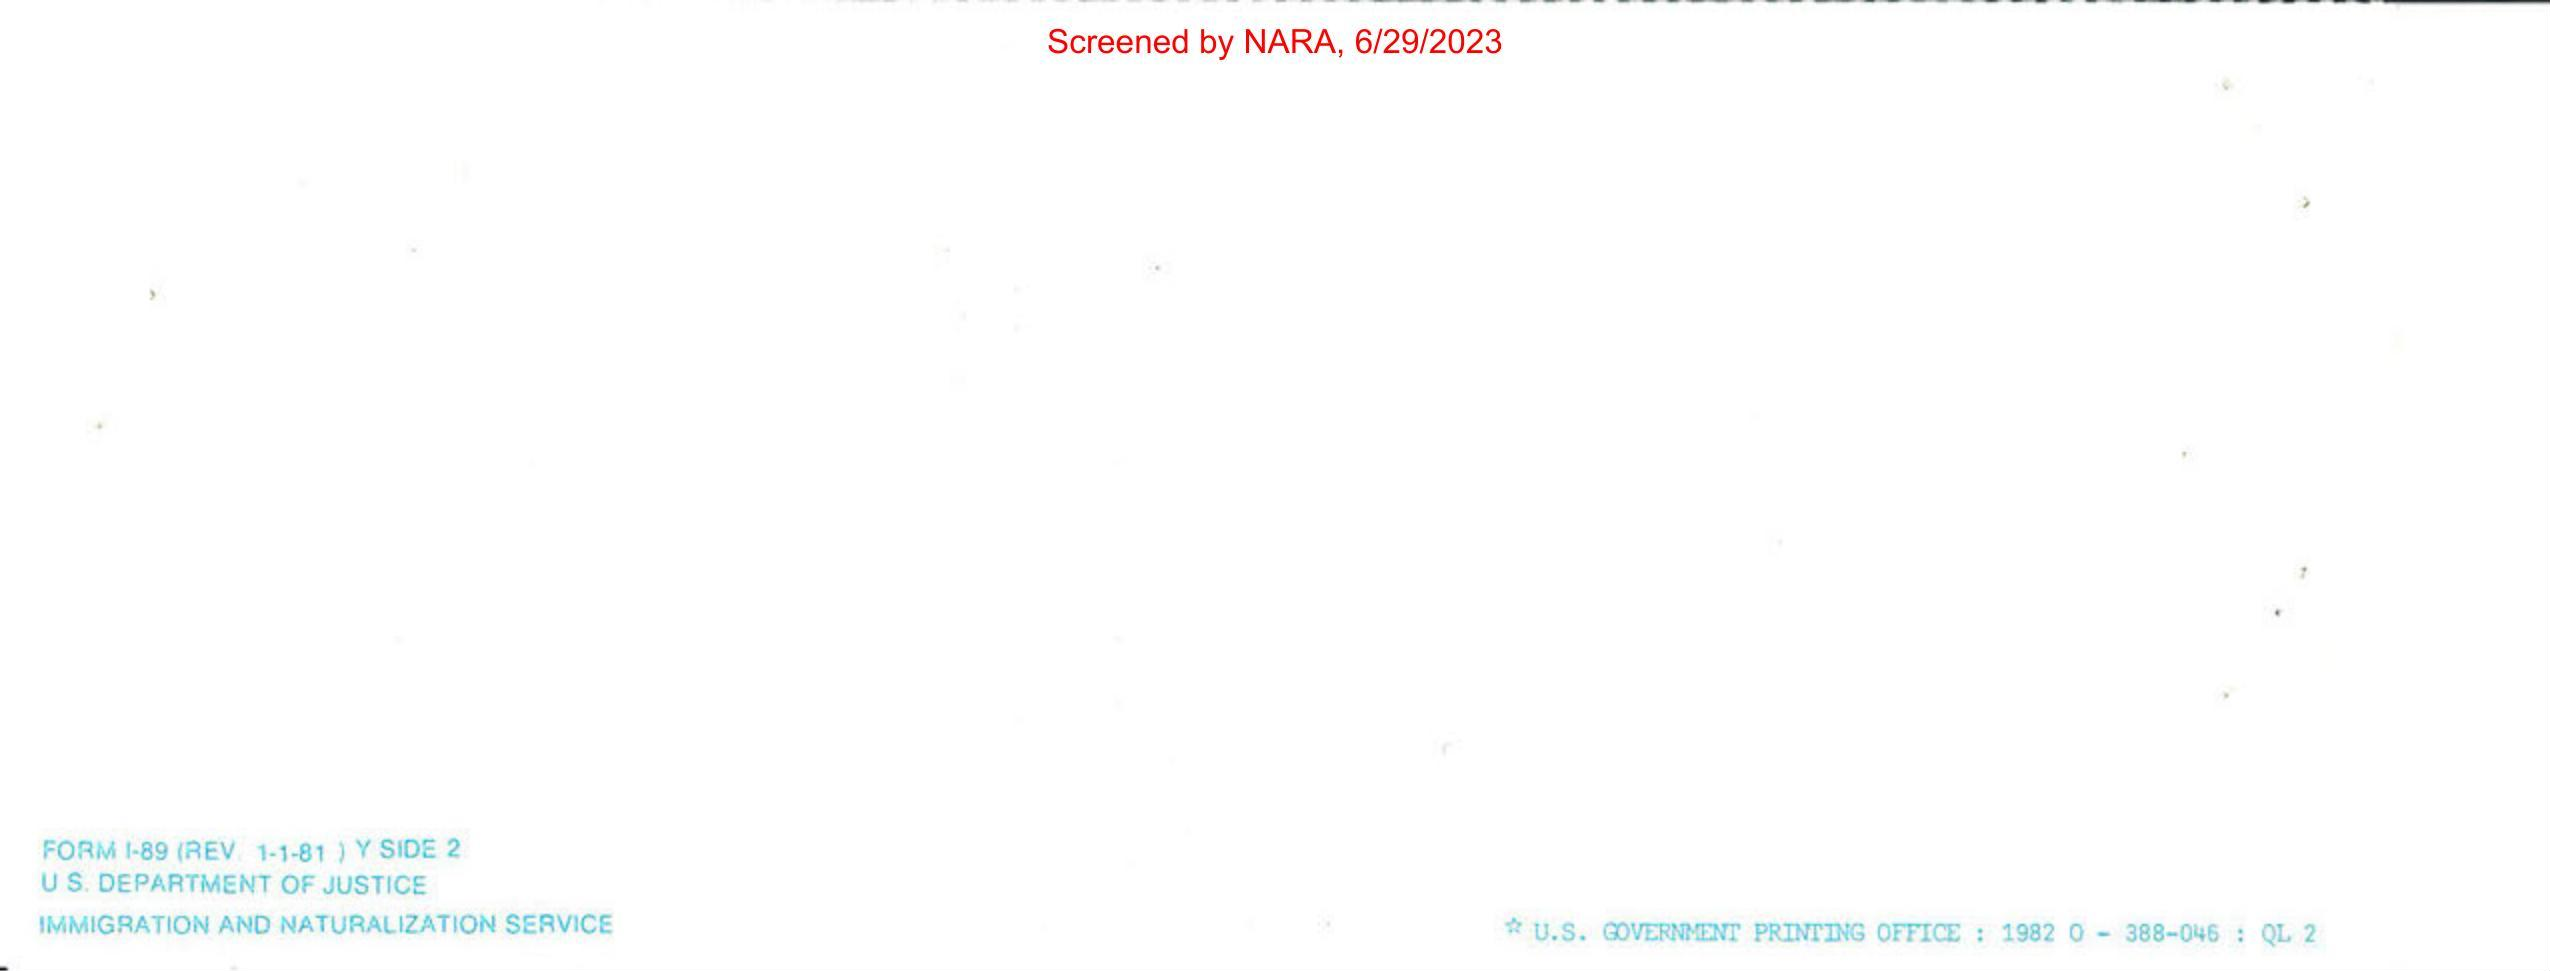 Screened by NARA, 6/29/2023
FORM I-89 (REV. 1-1-81 ) Y SIDE 2
U S. DEPARTMENT OF JUSTICE
IMMIGRATION AND NATURALIZATION SERVICE
☆ U.S. GOVERNMENT PRINTING OFFICE : 1982 O - 388-046 : QL 2